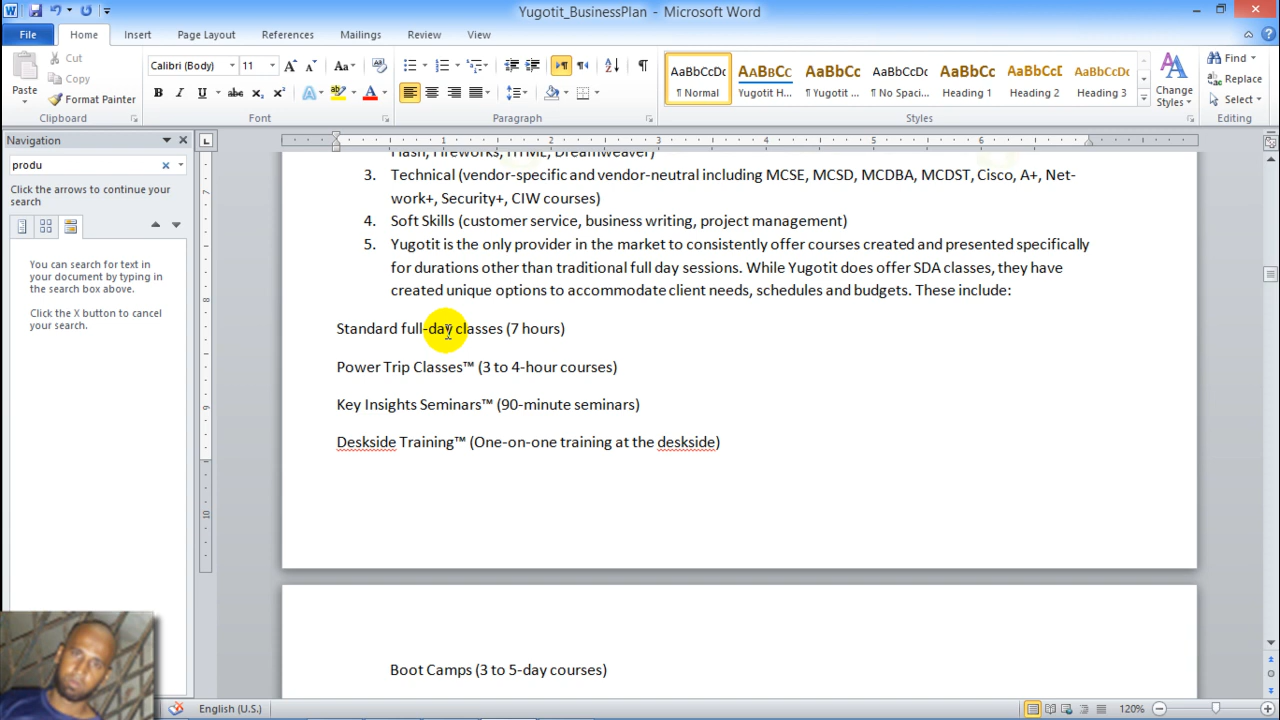 Yugotit_BusinessPlan - Microsoft Word
File Home Insert Page Layout References Mailings Review View
Paste
Cut
Copy
Format Painter
Calibri (Body) 11
AaBbCcDc AaBbCc AaBbCc AaBbCcDc AaBbCc AaBbCcD AaBbCcDc
¶ Normal Yugotit H... ¶ Yugotit ... ¶ No Spaci... Heading 1 Heading 2 Heading 3
Change Styles
Find
Replace
Select
Clipboard Font Paragraph Styles Editing
Navigation
produ
Click the arrows to continue your
search
You can search for text in
your document by typing in
the search box above.
Click the X button to cancel
your search.
Flash, Fireworks, HTML, Dreamweaver)
3. Technical (vendor-specific and vendor-neutral including MCSE, MCSD, MCDBA, MCDST, Cisco, A+, Net-
work+, Security+, CIW courses)
4. Soft Skills (customer service, business writing, project management)
5. Yugotit is the only provider in the market to consistently offer courses created and presented specifically
for durations other than traditional full day sessions. While Yugotit does offer SDA classes, they have
created unique options to accommodate client needs, schedules and budgets. These include:
Standard full-day classes (7 hours)
Power Trip Classes™ (3 to 4-hour courses)
Key Insights Seminars™ (90-minute seminars)
Deskside Training™ (One-on-one training at the deskside)
Boot Camps (3 to 5-day courses)
English (U.S.)
120%